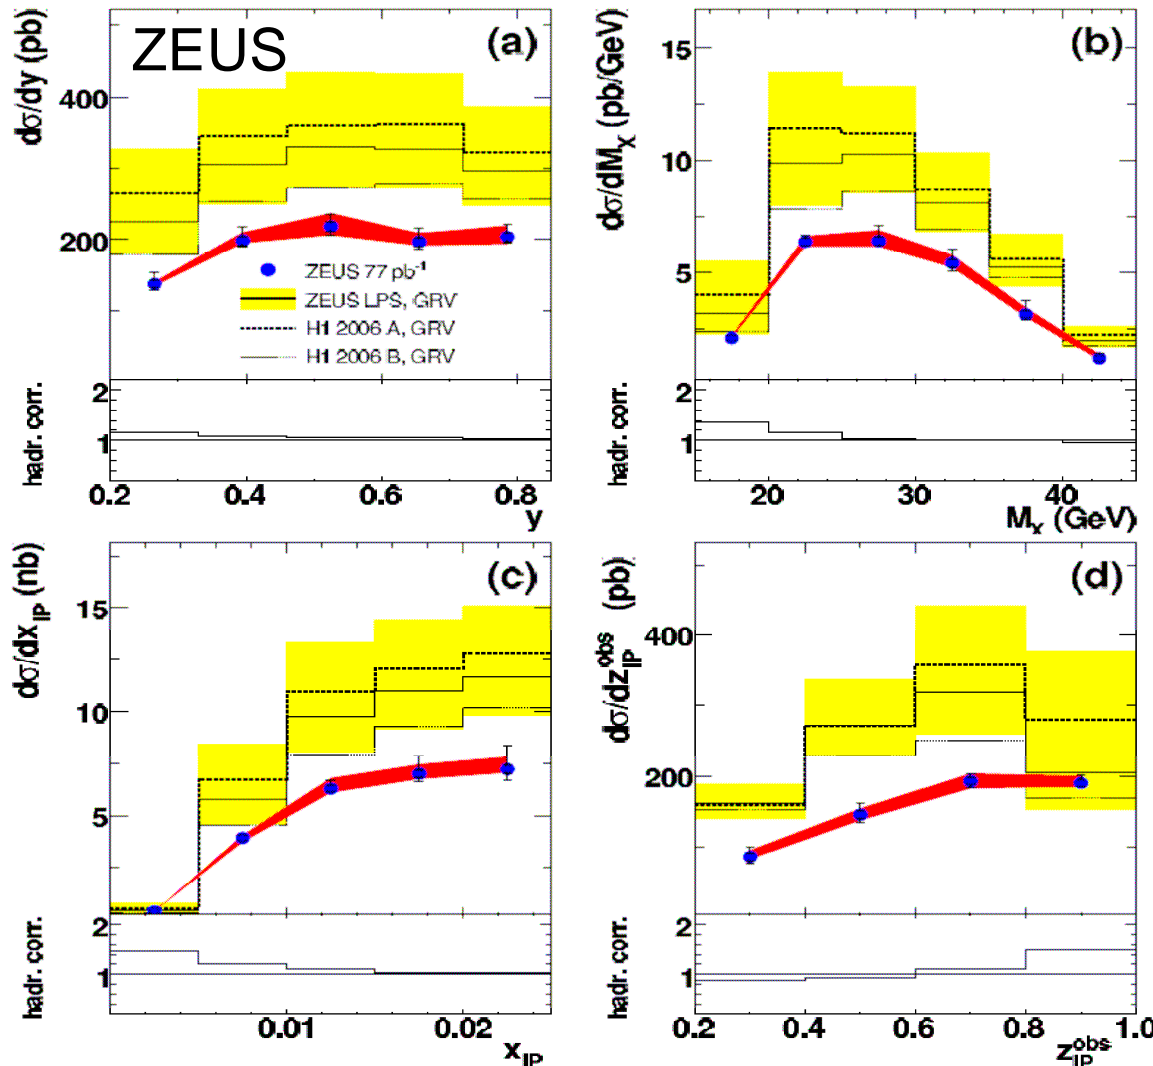 ZEUS
(a)
dσ/dy (pb)
400
200
ZEUS 77 pb⁻¹
ZEUS LPS, GRV
H1 2006 A, GRV
H1 2006 B, GRV
hadr. corr.
2
1
0.2 0.4 0.6 0.8
y
(b)
dσ/dM_X (pb/GeV)
15
10
5
hadr. corr.
2
1
20 30 40
M_X (GeV)
(c)
dσ/dx_IP (nb)
15
10
5
hadr. corr.
2
1
0.01 0.02
x_IP
(d)
dσ/dz_IP^obs (pb)
400
200
hadr. corr.
2
1
0.2 0.4 0.6 0.8 1.0
z_IP^obs